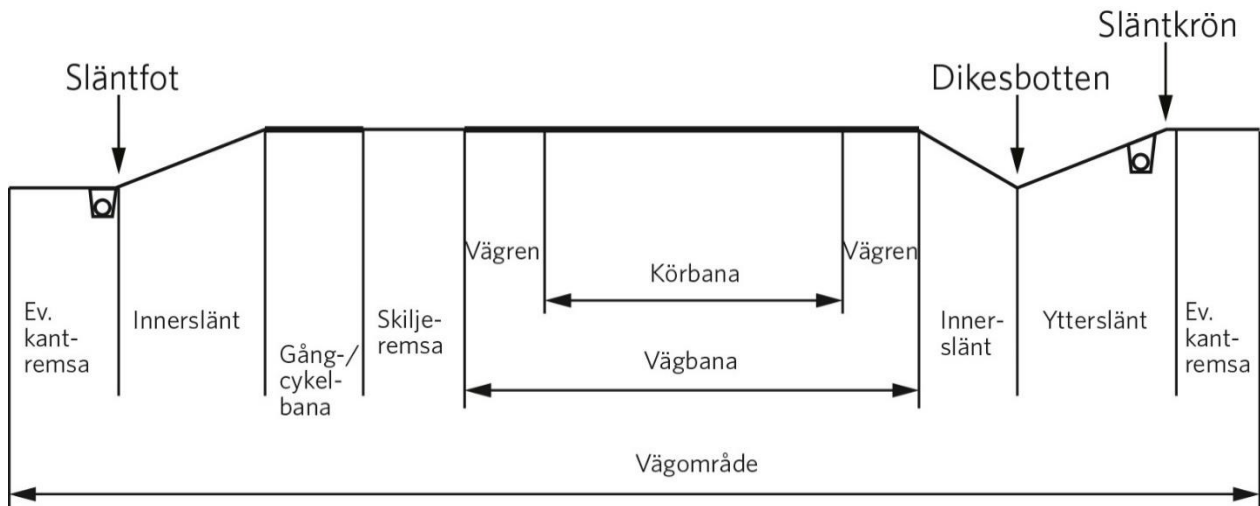 Släntkrön
Släntfot
Dikesbotten
Vägren
Vägren
Körbana
Ev.
kant-
remsa
Innerslänt
Gång-/
cykel-
bana
Skilje-
remsa
Vägbana
Inner-
slänt
Ytterslänt
Ev.
kant-
remsa
Vägområde